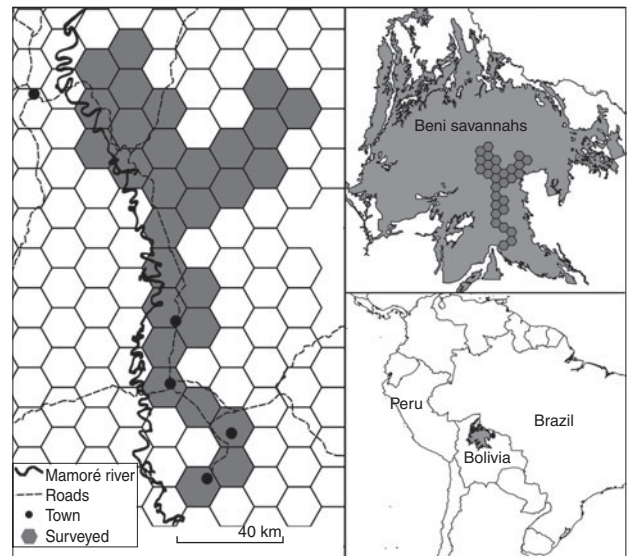 Mamoré river
Roads
Town
Surveyed
40 km
Beni savannahs
Peru
Brazil
Bolivia